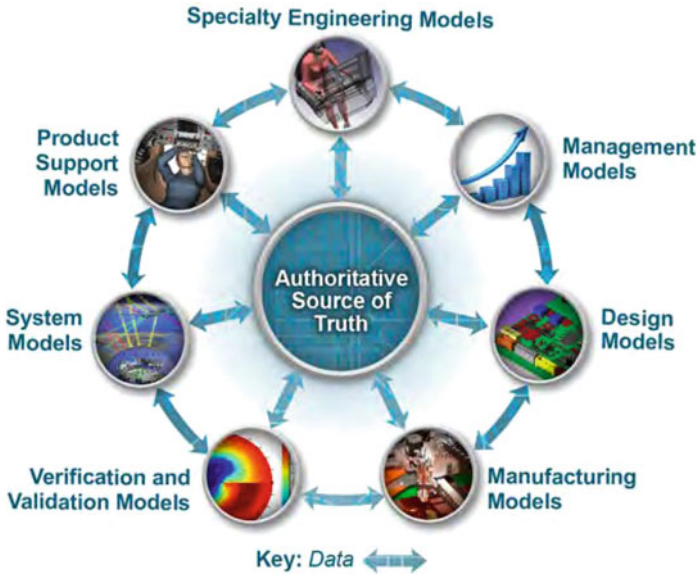 Specialty Engineering Models
Product
Support
Models
Management
Models
Authoritative
Source of
Truth
System
Models
Design
Models
Verification and
Validation Models
Manufacturing
Models
Key: Data